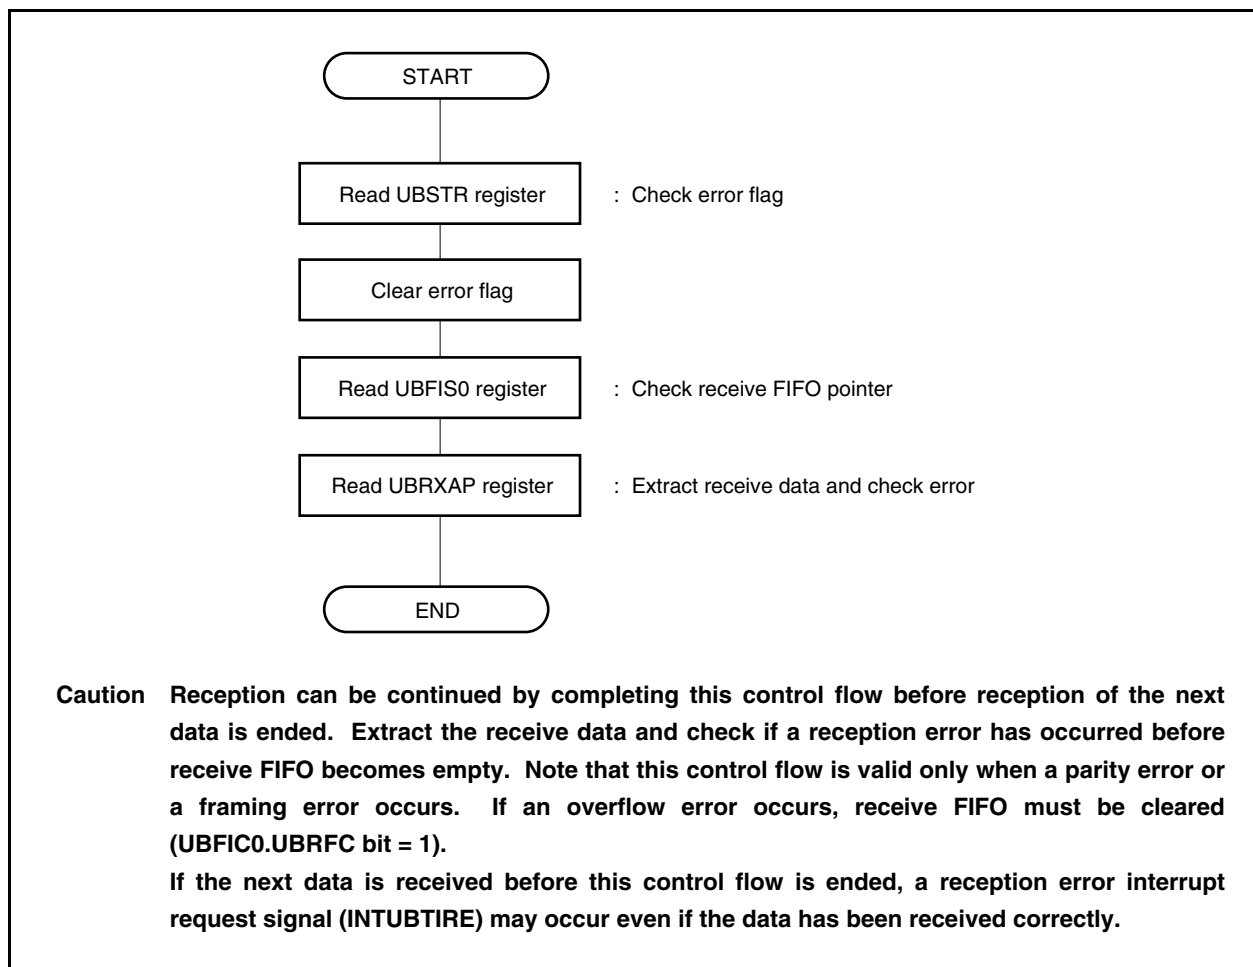 START
Read UBSTR register : Check error flag
Clear error flag
Read UBFIS0 register : Check receive FIFO pointer
Read UBRXAP register : Extract receive data and check error
END
Caution Reception can be continued by completing this control flow before reception of the next
data is ended. Extract the receive data and check if a reception error has occurred before
receive FIFO becomes empty. Note that this control flow is valid only when a parity error or
a framing error occurs. If an overflow error occurs, receive FIFO must be cleared
(UBFIC0.UBRFC bit = 1).
If the next data is received before this control flow is ended, a reception error interrupt
request signal (INTUBTIRE) may occur even if the data has been received correctly.